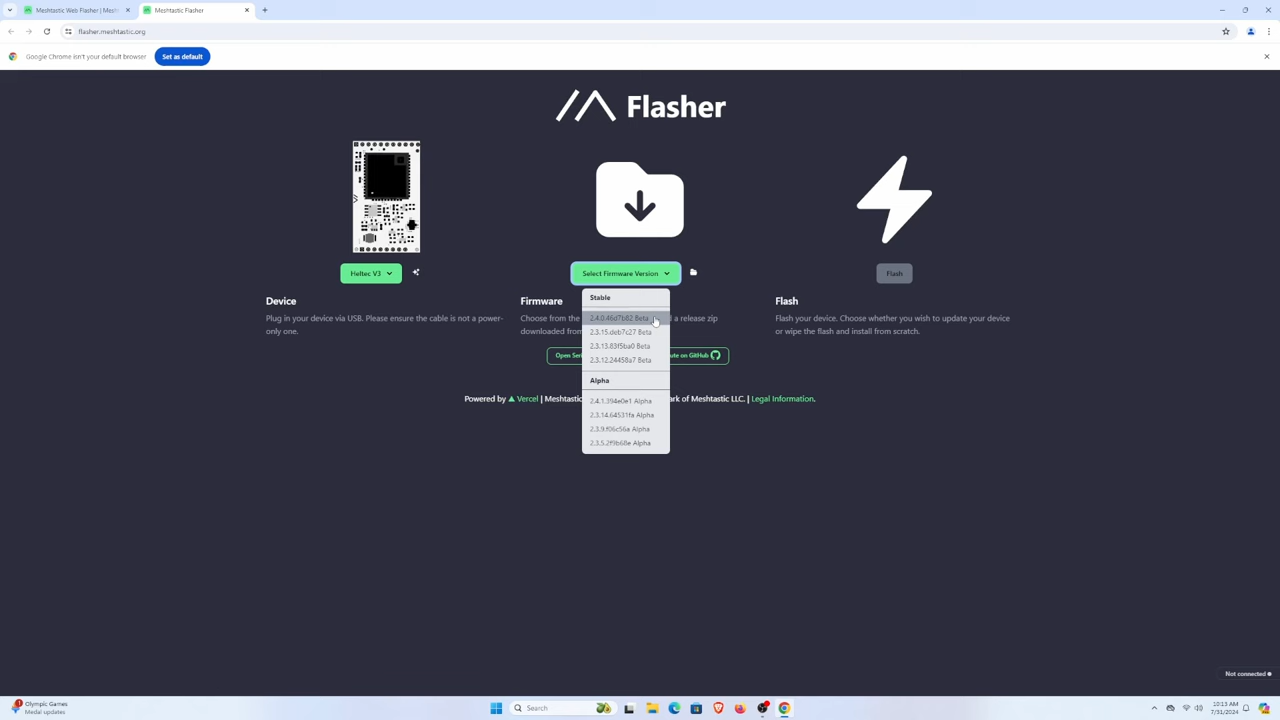 Meshtastic Web Flasher | Mesh
Meshtastic Flasher
flasher.meshtastic.org
Google Chrome isn't your default browser
Set as default
Flasher
Heltec V3
Select Firmware Version
Flash
Device
Plug in your device via USB. Please ensure the cable is not a power-
only one.
Firmware
Choose from the
d a release zip
downloaded from
Stable
2.4.0.46d7b82 Beta
2.3.15.deb7c27 Beta
2.3.13.83f5ba0 Beta
2.3.12.24458a7 Beta
Alpha
2.4.1.394e0e1 Alpha
2.3.14.64531fa Alpha
2.3.9.f06c56a Alpha
2.3.5.2f9b68e Alpha
Flash
Flash your device. Choose whether you wish to update your device
or wipe the flash and install from scratch.
Open Seri
ute on GitHub
Powered by ▲ Vercel | Meshtastic
rk of Meshtastic LLC. | Legal Information.
Not connected
Olympic Games
Medal updates
Search
10:13 AM
7/31/2024